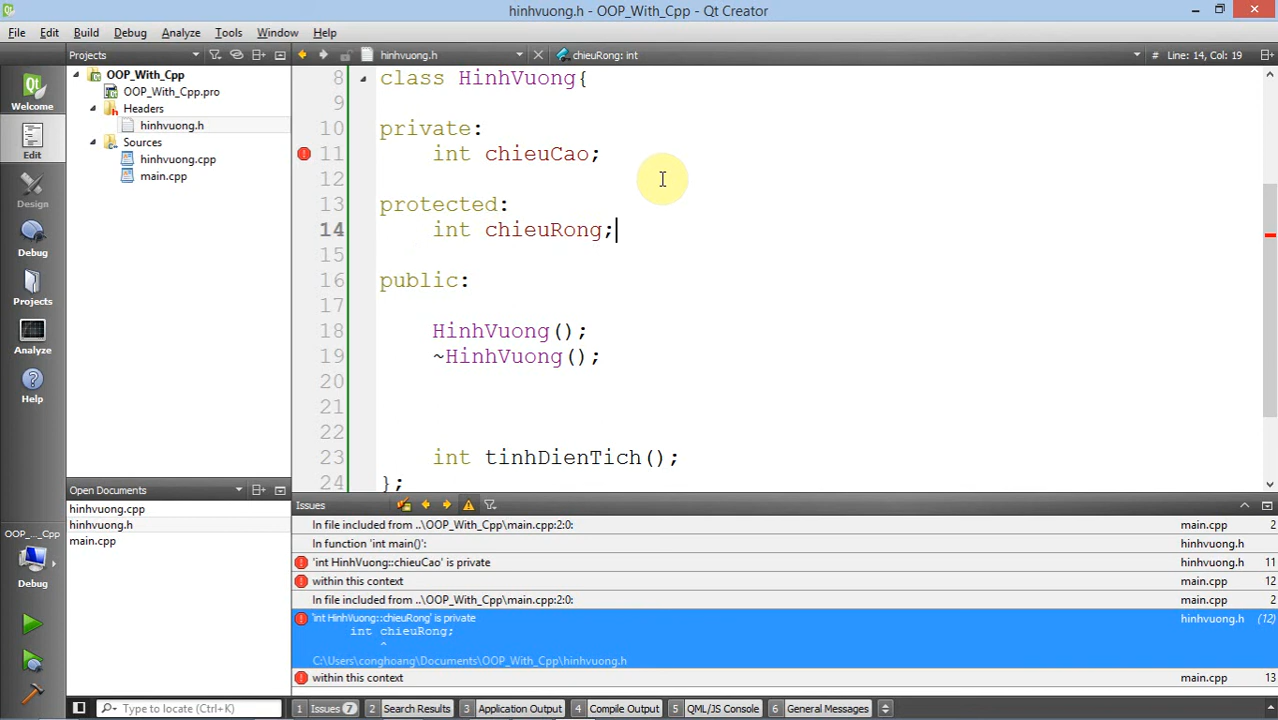 hinhvuong.h - OOP_With_Cpp - Qt Creator
File Edit Build Debug Analyze Tools Window Help
Projects hinhvuong.h chieuRong: int # Line: 14, Col: 19
Welcome
Edit
Design
Debug
Projects
Analyze
Help
OOP_..._Cpp
Debug
OOP_With_Cpp
OOP_With_Cpp.pro
Headers
hinhvuong.h
Sources
hinhvuong.cpp
main.cpp
Open Documents
hinhvuong.cpp
hinhvuong.h
main.cpp
8 class HinhVuong{
9
10 private:
11 int chieuCao;
12
13 protected:
14 int chieuRong;
15
16 public:
17
18 HinhVuong();
19 ~HinhVuong();
20
21
22
23 int tinhDienTich();
24 };
Issues
In file included from ..\OOP_With_Cpp\main.cpp:2:0: main.cpp 2
In function 'int main()': hinhvuong.h
'int HinhVuong::chieuCao' is private hinhvuong.h 11
within this context main.cpp 12
In file included from ..\OOP_With_Cpp\main.cpp:2:0: main.cpp 2
'int HinhVuong::chieuRong' is private hinhvuong.h (12)
int chieuRong;
^
C:\Users\conghoang\Documents\OOP_With_Cpp\hinhvuong.h
within this context main.cpp 13
Type to locate (Ctrl+K) 1 Issues 7 2 Search Results 3 Application Output 4 Compile Output 5 QML/JS Console 6 General Messages